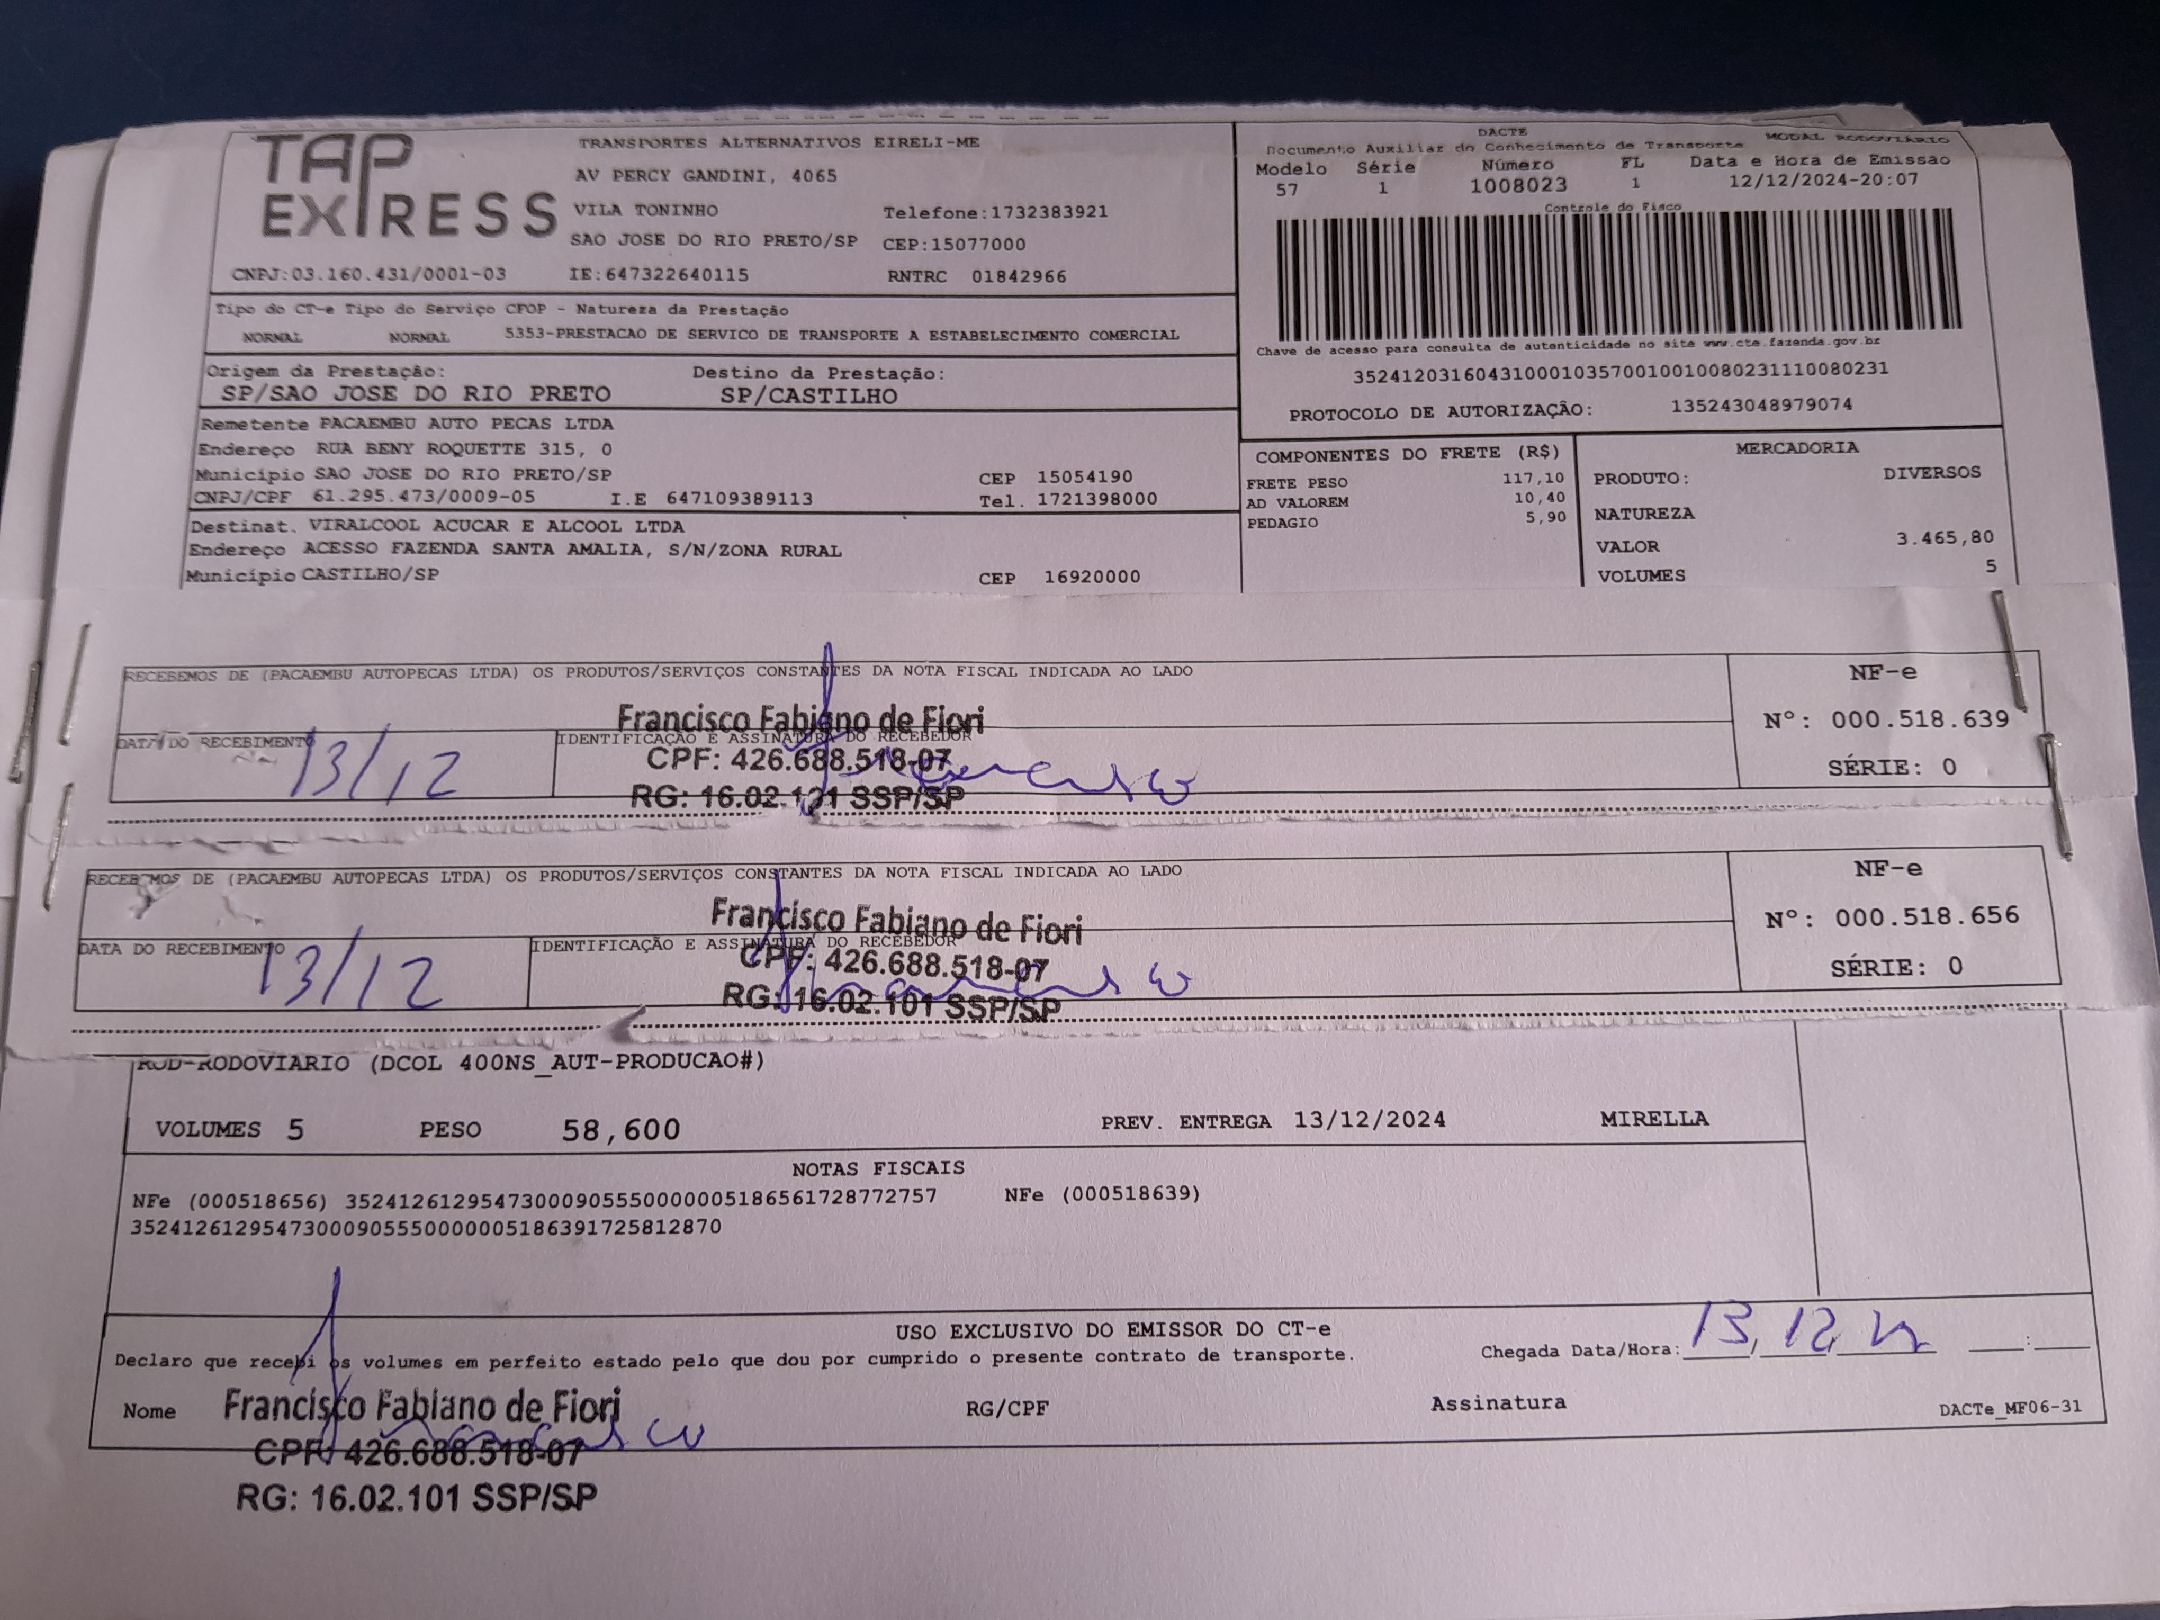 TAP EXPRESS
TRANSPORTES ALTERNATIVOS EIRELI-ME
AV PERCY GANDINI, 4065
VILA TONINHO Telefone:1732383921
SAO JOSE DO RIO PRETO/SP CEP:15077000
CNPJ:03.160.431/0001-03 IE:647322640115 RNTRC 01842966
DACTE MODAL RODOVIÁRIO
Documento Auxiliar do Conhecimento de Transporte
Modelo Série Número FL Data e Hora de Emissão
57 1 1008023 1 12/12/2024-20:07
Controle do Fisco
Tipo do CT-e Tipo do Serviço CFOP - Natureza da Prestação
NORMAL NORMAL 5353-PRESTACAO DE SERVICO DE TRANSPORTE A ESTABELECIMENTO COMERCIAL
Chave de acesso para consulta de autenticidade no site www.cte.fazenda.gov.br
35241203160431000103570010010080231110080231
PROTOCOLO DE AUTORIZAÇÃO: 135243048979074
Origem da Prestação: Destino da Prestação:
SP/SAO JOSE DO RIO PRETO SP/CASTILHO
Remetente PACAEMBU AUTO PECAS LTDA
Endereço RUA BENY ROQUETTE 315, 0
Município SAO JOSE DO RIO PRETO/SP CEP 15054190
CNPJ/CPF 61.295.473/0009-05 I.E 647109389113 Tel. 1721398000
Destinat. VIRALCOOL ACUCAR E ALCOOL LTDA
Endereço ACESSO FAZENDA SANTA AMALIA, S/N/ZONA RURAL
Município CASTILHO/SP CEP 16920000
COMPONENTES DO FRETE (R$)
FRETE PESO 117,10
AD VALOREM 10,40
PEDAGIO 5,90
MERCADORIA
PRODUTO: DIVERSOS
NATUREZA
VALOR 3.465,80
VOLUMES 5
RECEBEMOS DE (PACAEMBU AUTOPECAS LTDA) OS PRODUTOS/SERVIÇOS CONSTANTES DA NOTA FISCAL INDICADA AO LADO
NF-e
Nº: 000.518.639
SÉRIE: 0
DATA DO RECEBIMENTO IDENTIFICAÇÃO E ASSINATURA DO RECEBEDOR
13/12
Francisco Fabiano de Fiori
CPF: 426.688.518-07
RG: 16.02.101 SSP/SP
RECEBEMOS DE (PACAEMBU AUTOPECAS LTDA) OS PRODUTOS/SERVIÇOS CONSTANTES DA NOTA FISCAL INDICADA AO LADO
NF-e
Nº: 000.518.656
SÉRIE: 0
DATA DO RECEBIMENTO IDENTIFICAÇÃO E ASSINATURA DO RECEBEDOR
13/12
Francisco Fabiano de Fiori
CPF: 426.688.518-07
RG: 16.02.101 SSP/SP
ROD-RODOVIARIO (DCOL 400NS_AUT-PRODUCAO#)
VOLUMES 5 PESO 58,600 PREV. ENTREGA 13/12/2024 MIRELLA
NOTAS FISCAIS
NFe (000518656) 35241261295473000905550000005186561728772757 NFe (000518639)
35241261295473000905550000005186391725812870
USO EXCLUSIVO DO EMISSOR DO CT-e
Declaro que recebi os volumes em perfeito estado pelo que dou por cumprido o presente contrato de transporte.
Chegada Data/Hora: 13, 12, 24 :
Nome RG/CPF Assinatura DACTe_MF06-31
Francisco Fabiano de Fiori
CPF: 426.688.518-07
RG: 16.02.101 SSP/SP